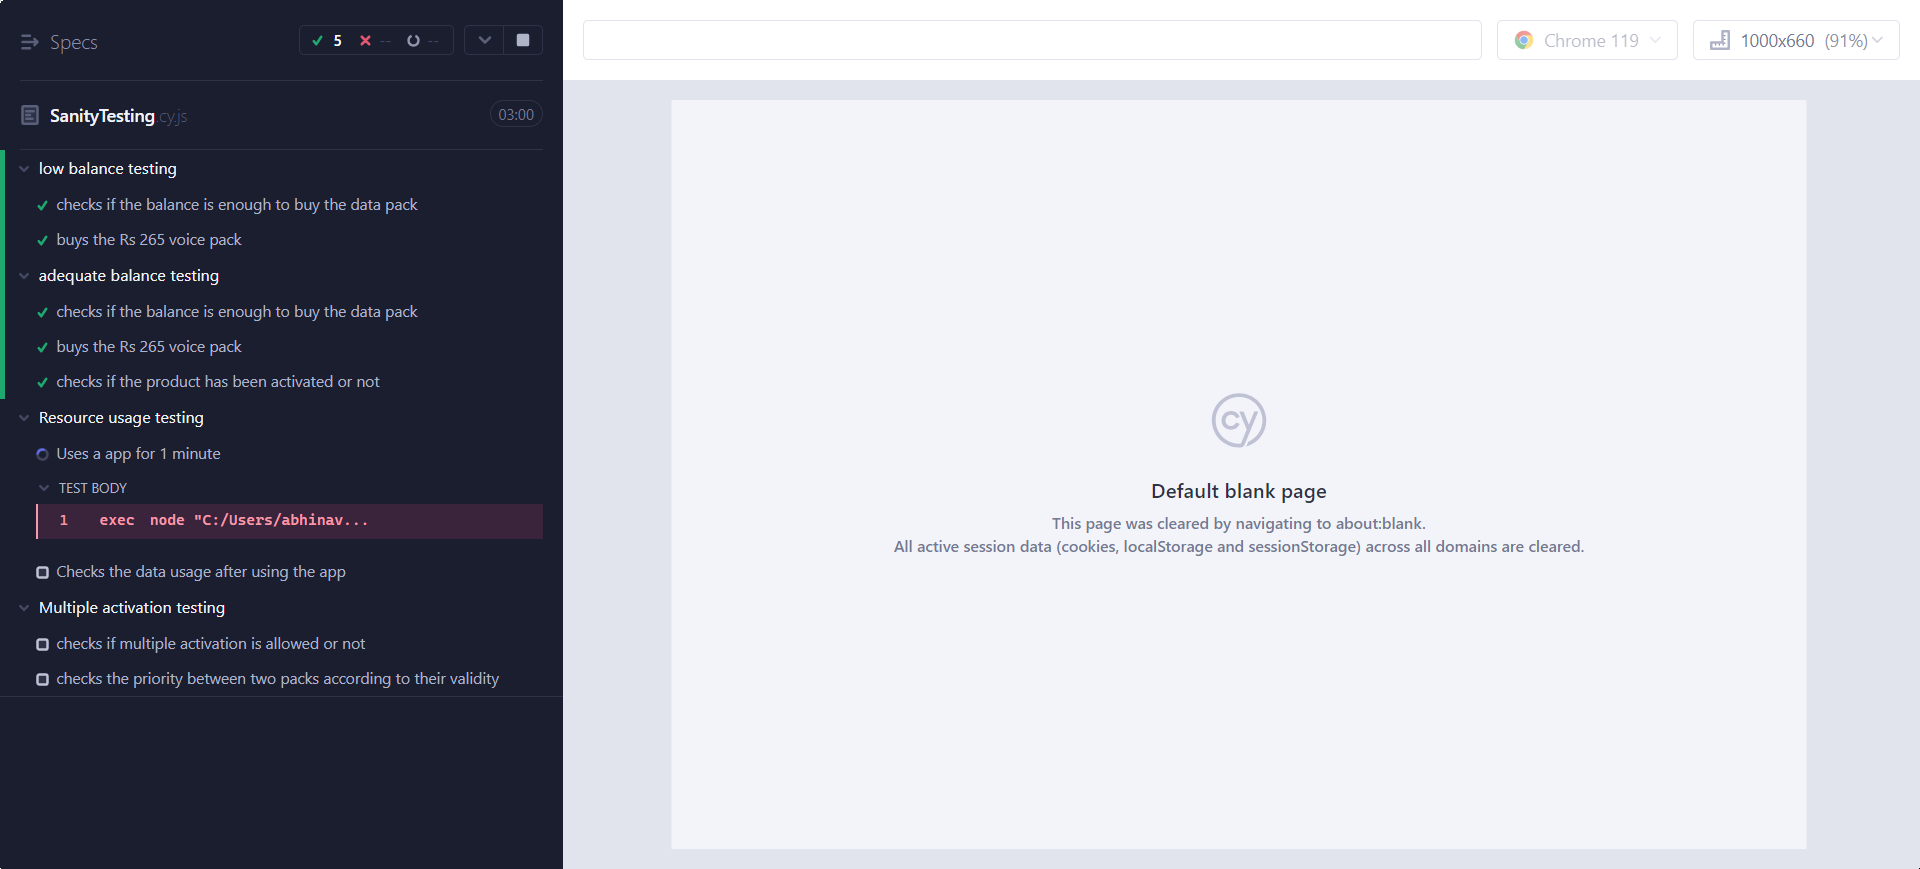 Specs
5 -- --
SanityTesting.cy.js
03:00
low balance testing
checks if the balance is enough to buy the data pack
buys the Rs 265 voice pack
adequate balance testing
checks if the balance is enough to buy the data pack
buys the Rs 265 voice pack
checks if the product has been activated or not
Resource usage testing
Uses a app for 1 minute
TEST BODY
1 exec node "C:/Users/abhinav...
Checks the data usage after using the app
Multiple activation testing
checks if multiple activation is allowed or not
checks the priority between two packs according to their validity
Chrome 119
1000x660 (91%)
cy
Default blank page
This page was cleared by navigating to about:blank.
All active session data (cookies, localStorage and sessionStorage) across all domains are cleared.